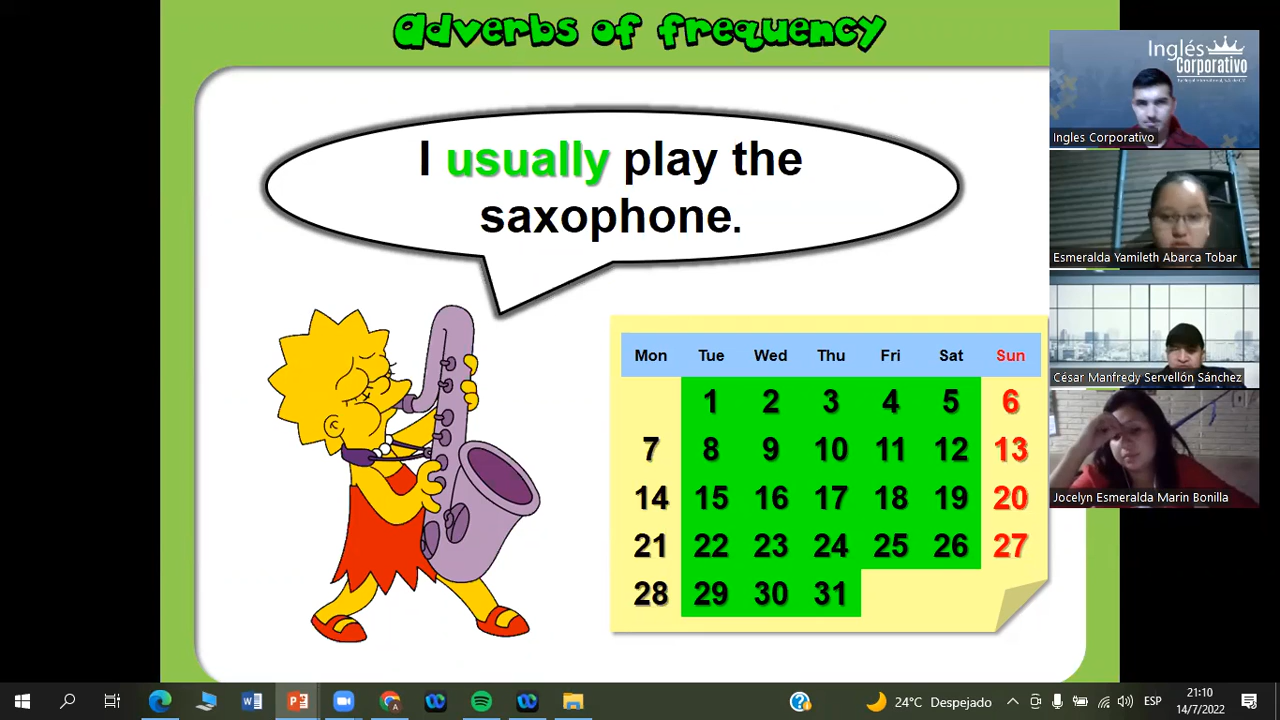 Adverbs of frequency
I usually play the
saxophone.
Mon Tue Wed Thu Fri Sat Sun
1 2 3 4 5 6
7 8 9 10 11 12 13
14 15 16 17 18 19 20
21 22 23 24 25 26 27
28 29 30 31
Inglés
Corporativo
Ingles Corporativo
Esmeralda Yamileth Abarca Tobar
César Manfredy Servellón Sánchez
Jocelyn Esmeralda Marin Bonilla
24°C Despejado
ESP
21:10
14/7/2022